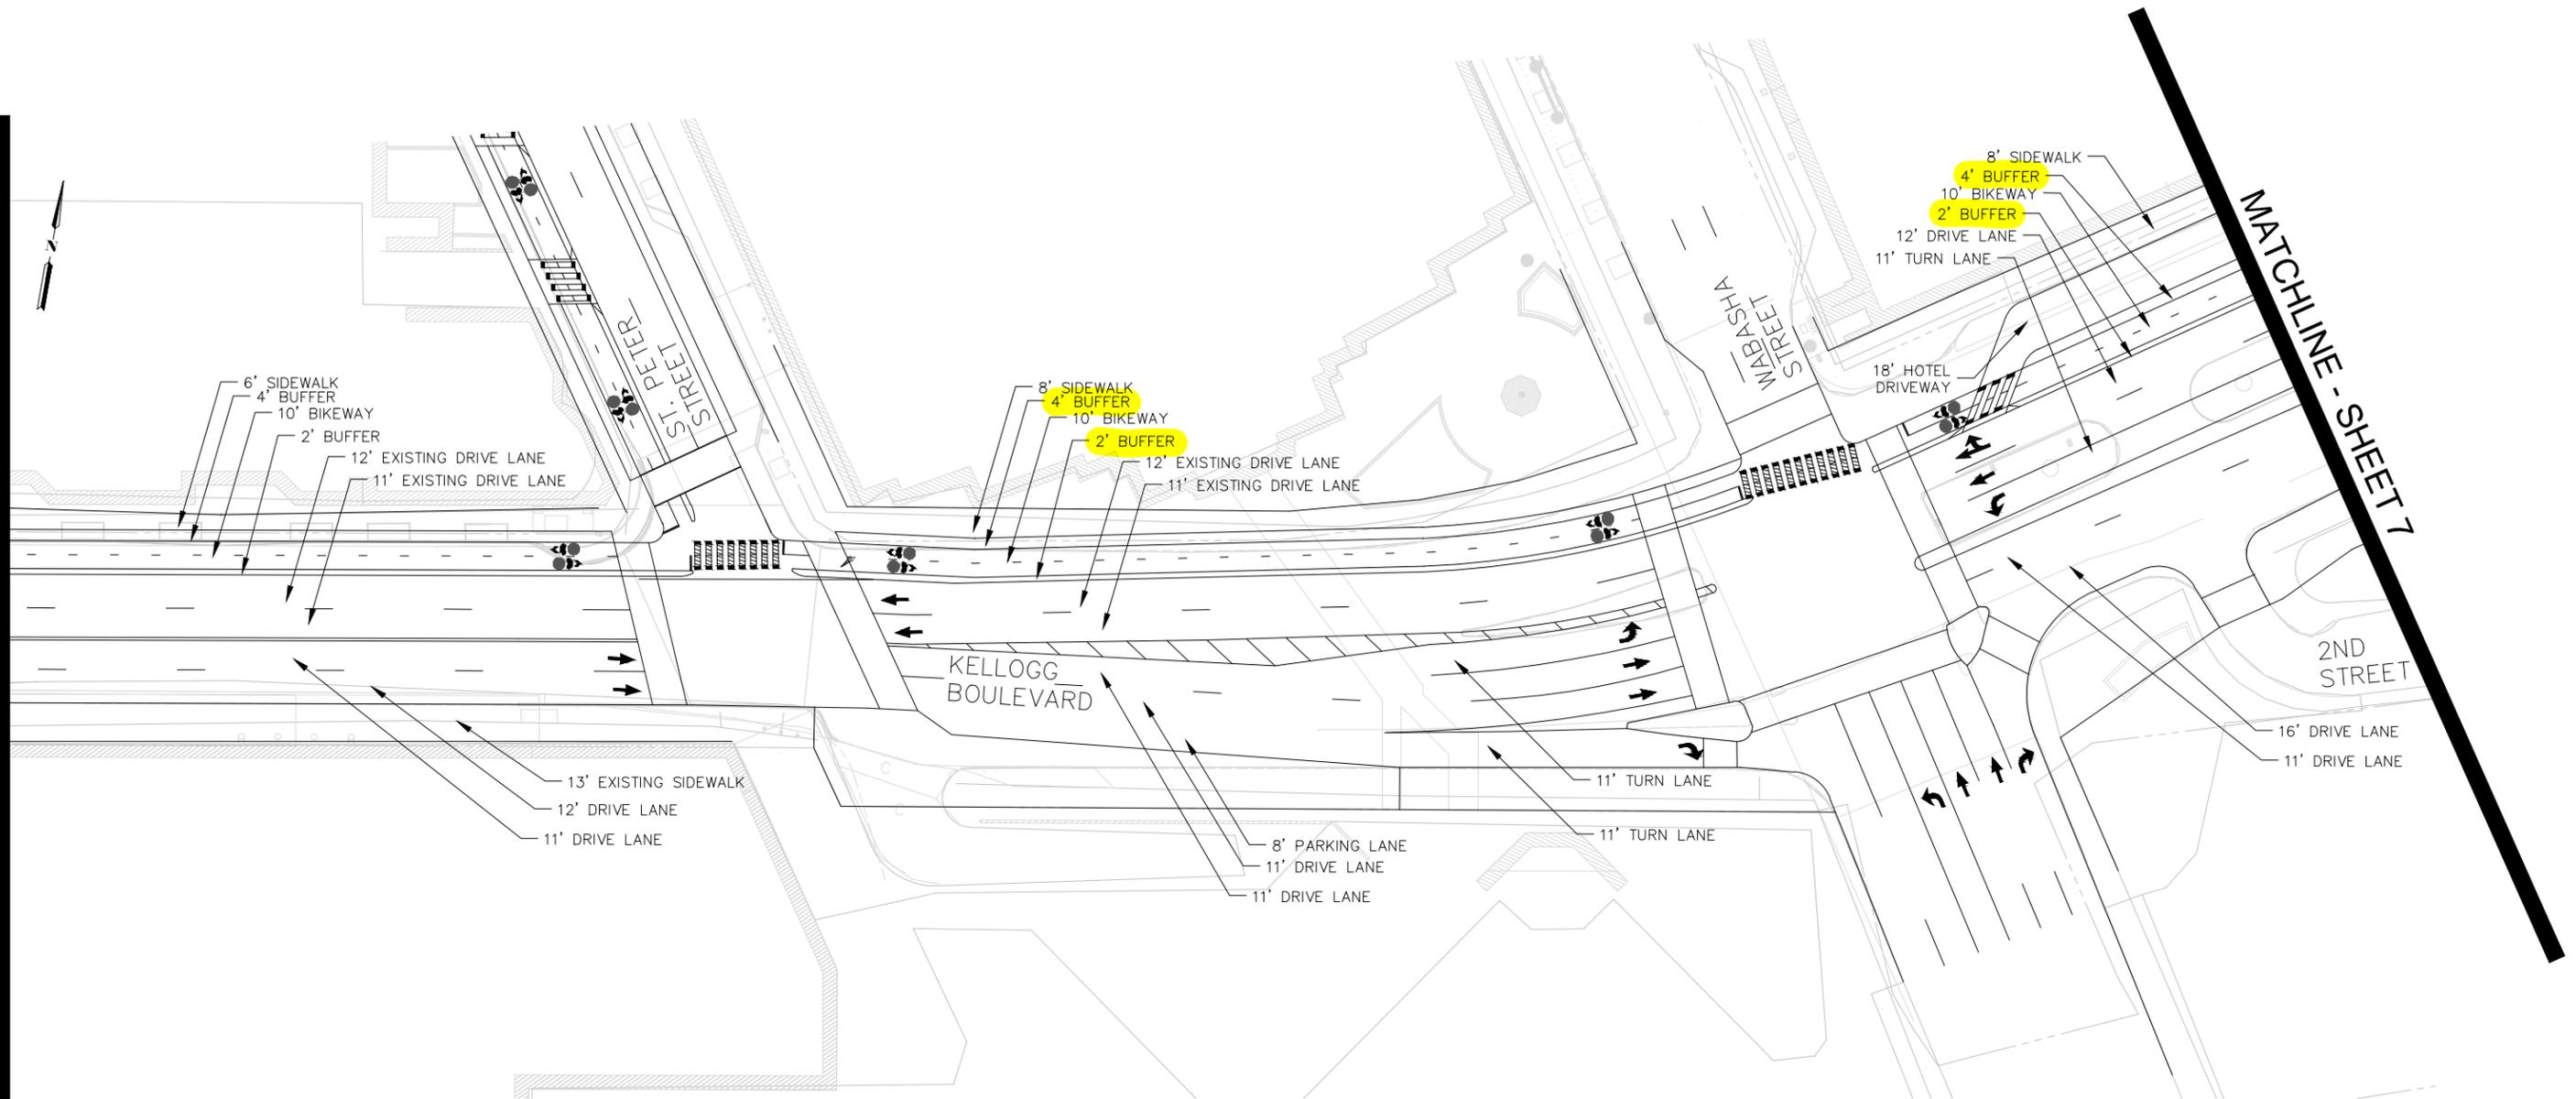 N
6' SIDEWALK
4' BUFFER
10' BIKEWAY
2' BUFFER
12' EXISTING DRIVE LANE
11' EXISTING DRIVE LANE
ST. PETER
STREET
8' SIDEWALK
4' BUFFER
10' BIKEWAY
2' BUFFER
12' EXISTING DRIVE LANE
11' EXISTING DRIVE LANE
WABASHA
STREET
8' SIDEWALK
4' BUFFER
10' BIKEWAY
2' BUFFER
12' DRIVE LANE
11' TURN LANE
18' HOTEL
DRIVEWAY
MATCHLINE - SHEET 7
KELLOGG
BOULEVARD
2ND
STREET
13' EXISTING SIDEWALK
12' DRIVE LANE
11' DRIVE LANE
C
C
8' PARKING LANE
11' DRIVE LANE
11' DRIVE LANE
11' TURN LANE
11' TURN LANE
16' DRIVE LANE
11' DRIVE LANE